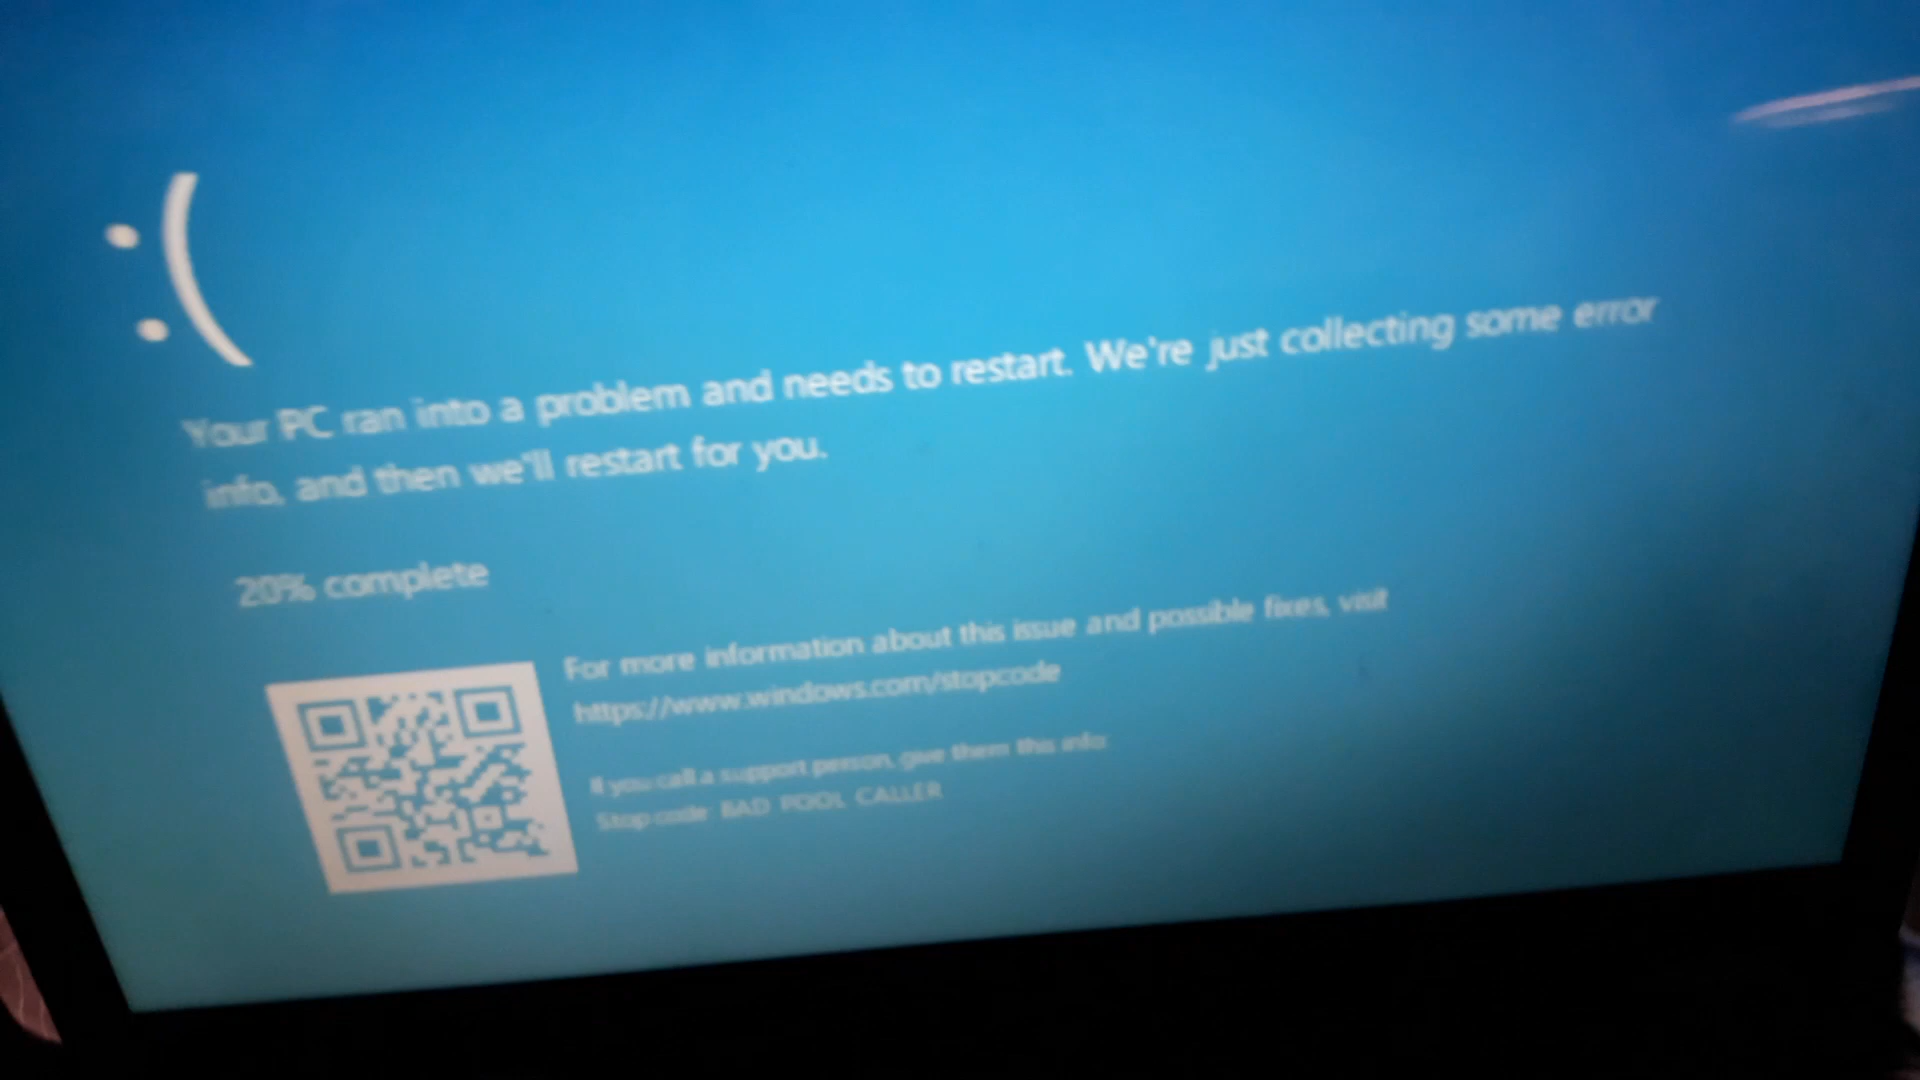 :(
Your PC ran into a problem and needs to restart. We're just collecting some error
info, and then we'll restart for you.
20% complete
For more information about this issue and possible fixes, visit
https://www.windows.com/stopcode
If you call a support person, give them this info:
Stop code: BAD POOL CALLER